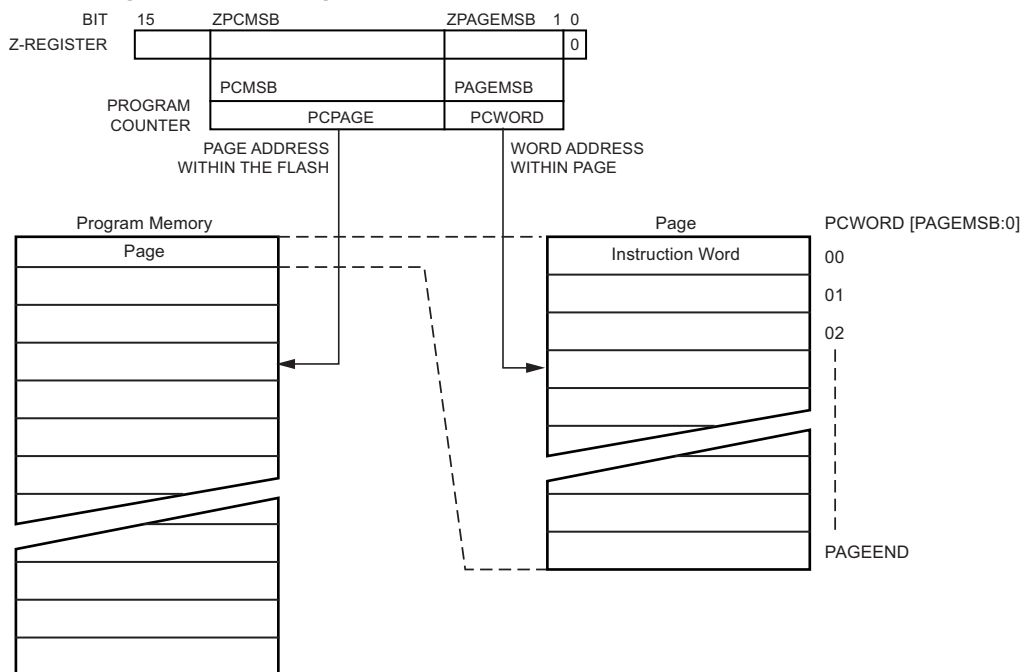 BIT 15 ZPCMSB ZPAGEMSB 1 0
Z-REGISTER 0
PCMSB PAGEMSB
PROGRAM
COUNTER
PCPAGE PCWORD
PAGE ADDRESS
WITHIN THE FLASH
WORD ADDRESS
WITHIN PAGE
Program Memory Page PCWORD [PAGEMSB:0]
Page Instruction Word 00
01
02
PAGEEND